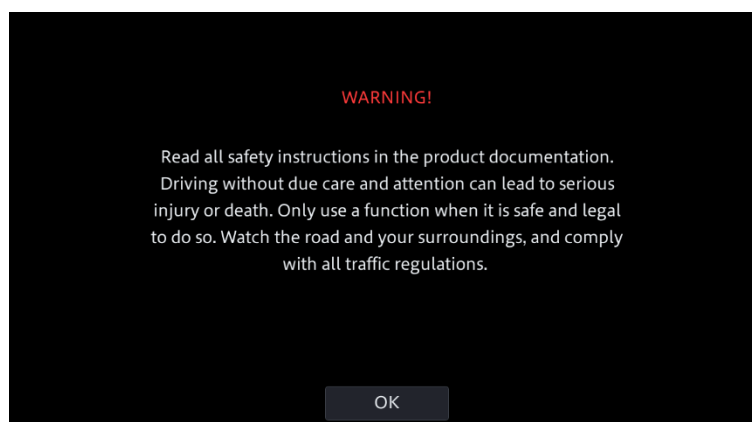 WARNING!
Read all safety instructions in the product documentation.
Driving without due care and attention can lead to serious
injury or death. Only use a function when it is safe and legal
to do so. Watch the road and your surroundings, and comply
with all traffic regulations.
OK